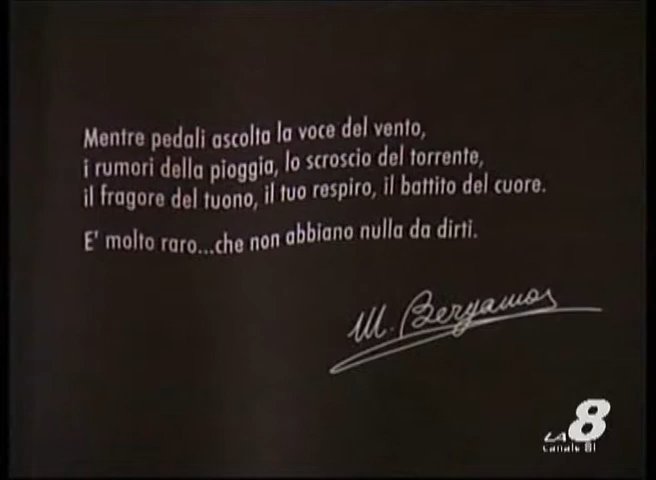 Mentre pedali ascolta la voce del vento,
i rumori della pioggia, lo scroscio del torrente,
il fragore del tuono, il tuo respiro, il battito del cuore.
E' molto raro...che non abbiano nulla da dirti.
M. Bergamos
LA 8
Canale 81